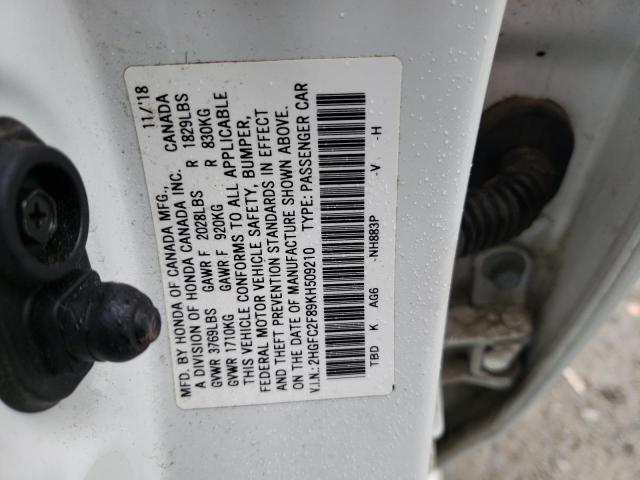 MFD. BY HONDA OF CANADA MFG., 11/'18
A DIVISION OF HONDA CANADA INC. CANADA
GVWR 3769LBS GAWR F 2028LBS R 1829LBS
GVWR 1710KG GAWR F 920KG R 830KG
THIS VEHICLE CONFORMS TO ALL APPLICABLE
FEDERAL MOTOR VEHICLE SAFETY, BUMPER,
AND THEFT PREVENTION STANDARDS IN EFFECT
ON THE DATE OF MANUFACTURE SHOWN ABOVE.
V.I.N.: 2HGFC2F89KH509210 TYPE: PASSENGER CAR
TBD K AG6 NH883P -V -H